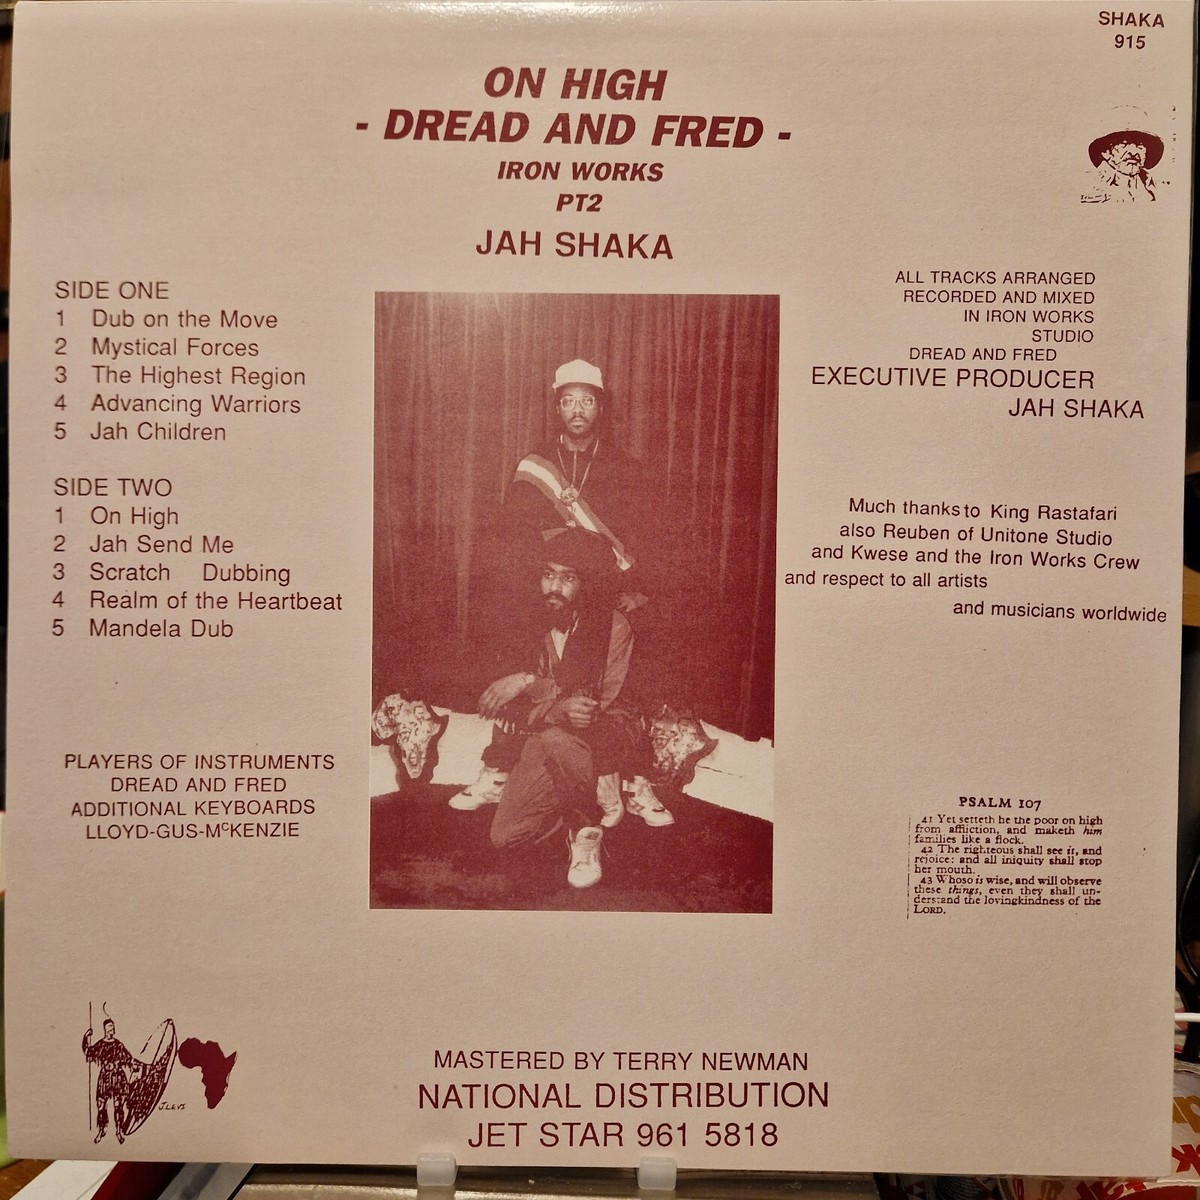 SHAKA
915
ON HIGH
- DREAD AND FRED -
IRON WORKS
PT2
JAH SHAKA
SIDE ONE
1 Dub on the Move
2 Mystical Forces
3 The Highest Region
4 Advancing Warriors
5 Jah Children
SIDE TWO
1 On High
2 Jah Send Me
3 Scratch Dubbing
4 Realm of the Heartbeat
5 Mandela Dub
PLAYERS OF INSTRUMENTS
DREAD AND FRED
ADDITIONAL KEYBOARDS
LLOYD-GUS-McKENZIE
ALL TRACKS ARRANGED
RECORDED AND MIXED
IN IRON WORKS
STUDIO
DREAD AND FRED
EXECUTIVE PRODUCER
JAH SHAKA
Much thanks to King Rastafari
also Reuben of Unitone Studio
and Kwese and the Iron Works Crew
and respect to all artists
and musicians worldwide
PSALM 107
41 Yet setteth he the poor on high
from affliction, and maketh him
families like a flock.
42 The righteous shall see it, and
rejoice: and all iniquity shall stop
her mouth.
43 Whoso is wise, and will observe
these things, even they shall un-
derstand the lovingkindness of the
LORD.
J.LEVI
MASTERED BY TERRY NEWMAN
NATIONAL DISTRIBUTION
JET STAR 961 5818